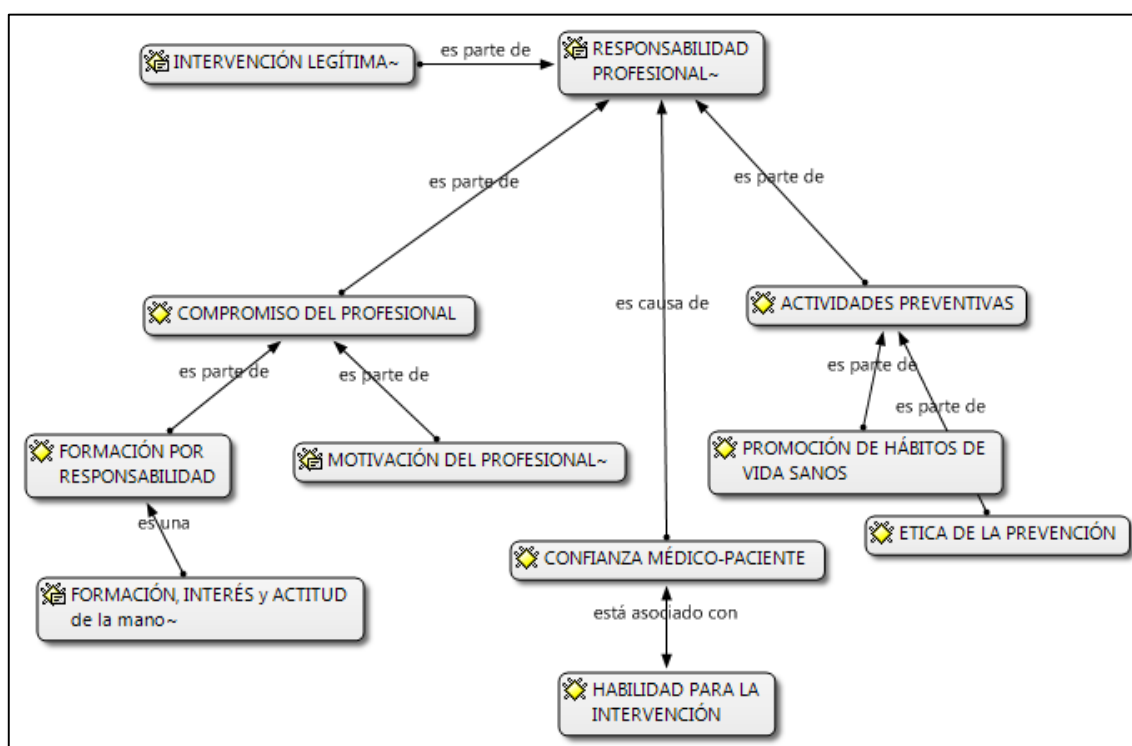 INTERVENCIÓN LEGÍTIMA~
es parte de
RESPONSABILIDAD
PROFESIONAL~
es parte de
es parte de
es causa de
COMPROMISO DEL PROFESIONAL
ACTIVIDADES PREVENTIVAS
es parte de
es parte de
es parte de
es parte de
FORMACIÓN POR
RESPONSABILIDAD
MOTIVACIÓN DEL PROFESIONAL~
PROMOCIÓN DE HÁBITOS DE
VIDA SANOS
es una
ETICA DE LA PREVENCIÓN
CONFIANZA MÉDICO-PACIENTE
FORMACIÓN, INTERÉS y ACTITUD
de la mano~
está asociado con
HABILIDAD PARA LA
INTERVENCIÓN